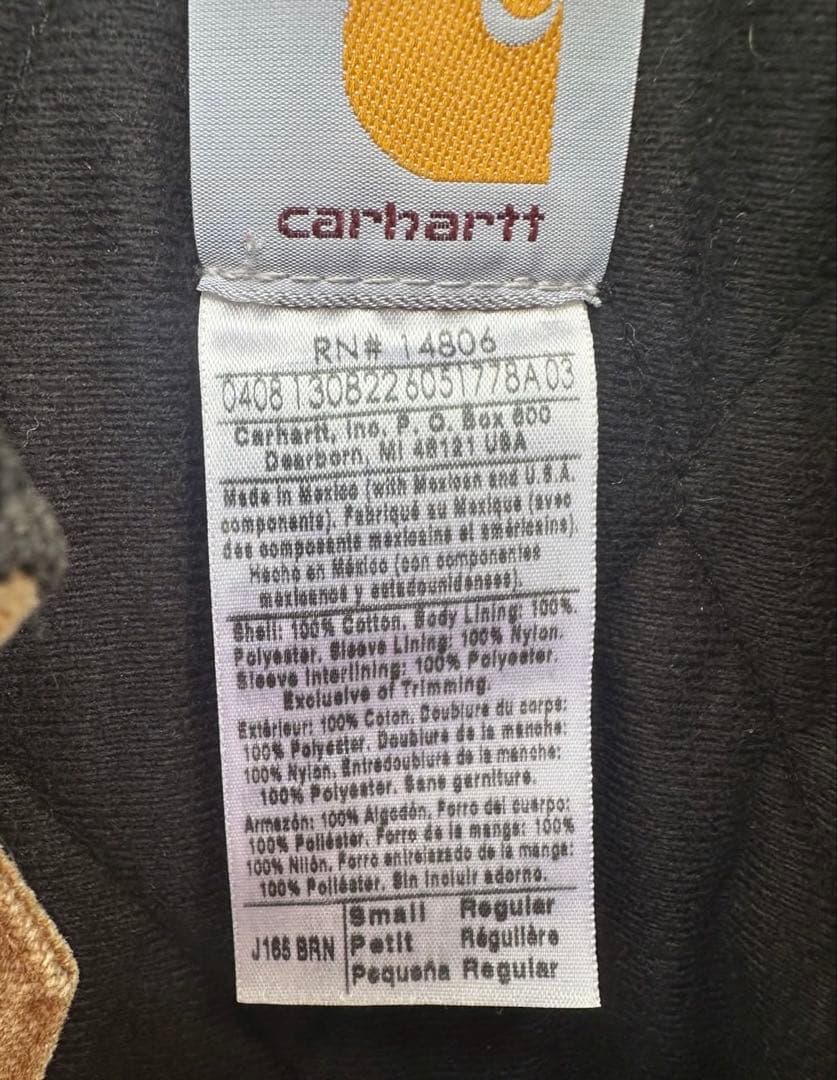 carhartt
RN# 14806
0408130B226051778A03
Carhartt, Inc, P. O. Box 600
Dearborn, MI 48121 USA
Made in Mexico (with Mexican and U.S.A.
components). Fabriqué au Mexique (avec
des composants mexicains et américains).
Hecho en México (con componentes
mexicanos y estadounidenses).
Shell: 100% Cotton. Body Lining: 100%
Polyester. Sleeve Lining: 100% Nylon.
Sleeve Interlining: 100% Polyester.
Exclusive of Trimming.
Extérieur: 100% Coton. Doublure du corps:
100% Polyester. Doublure de la manche:
100% Nylon. Entredoublure de la manche:
100% Polyester. Sans garniture.
Armazón: 100% Algodón. Forro del cuerpo:
100% Poliéster. Forro de la manga: 100%
100% Nilón. Forro entrelazado de la manga:
100% Poliéster. Sin incluir adorno.
J165 BRN Small Regular
Petit Régulière
Pequeña Regular